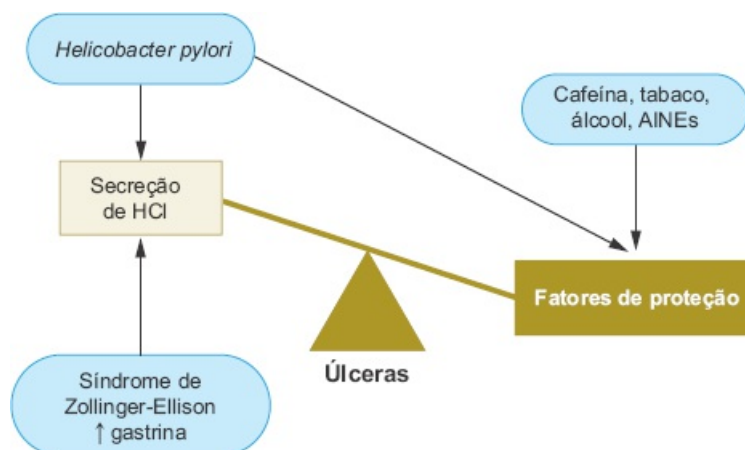 Helicobacter pylori
Cafeína, tabaco,
álcool, AINEs
Secreção
de HCl
Fatores de proteção
Úlceras
Síndrome de
Zollinger-Ellison
↑ gastrina